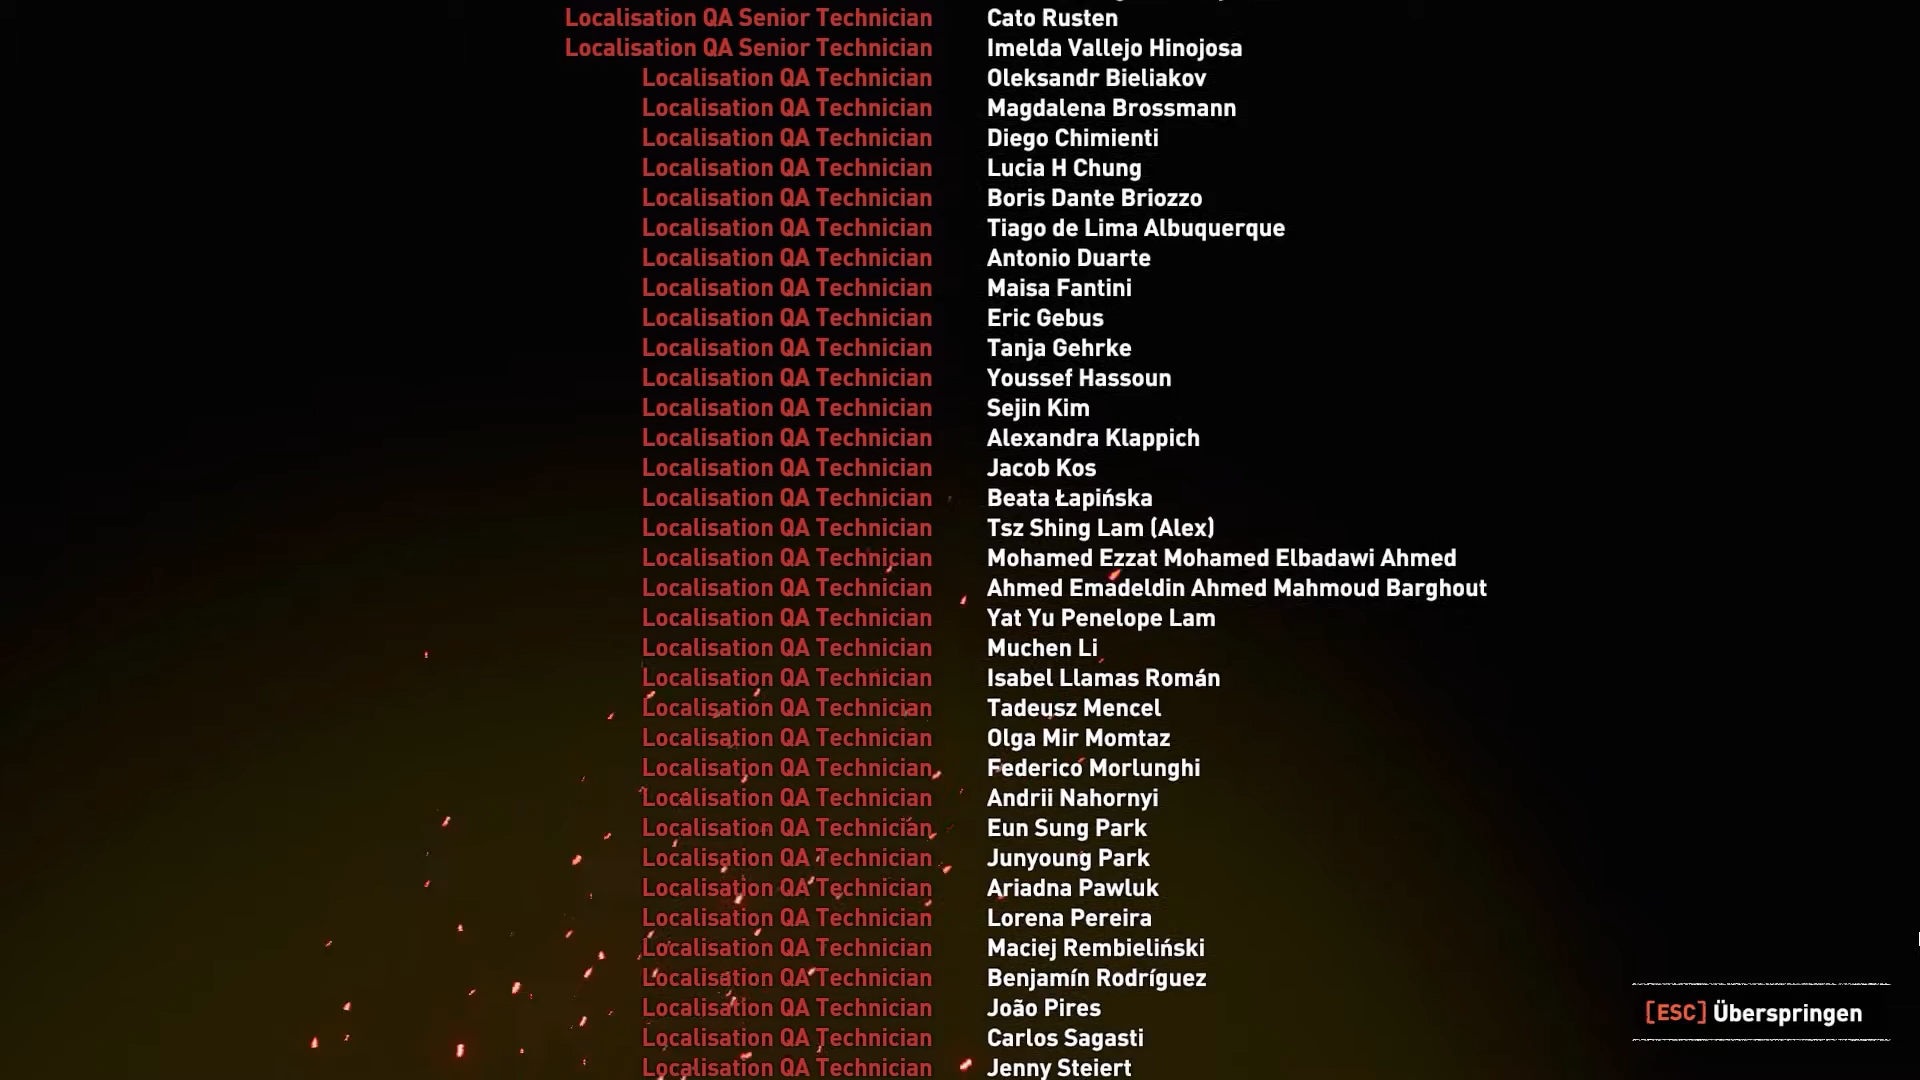 Localisation QA Senior Technician Cato Rusten
Localisation QA Senior Technician Imelda Vallejo Hinojosa
Localisation QA Technician Oleksandr Bieliakov
Localisation QA Technician Magdalena Brossmann
Localisation QA Technician Diego Chimienti
Localisation QA Technician Lucia H Chung
Localisation QA Technician Boris Dante Briozzo
Localisation QA Technician Tiago de Lima Albuquerque
Localisation QA Technician Antonio Duarte
Localisation QA Technician Maisa Fantini
Localisation QA Technician Eric Gebus
Localisation QA Technician Tanja Gehrke
Localisation QA Technician Youssef Hassoun
Localisation QA Technician Sejin Kim
Localisation QA Technician Alexandra Klappich
Localisation QA Technician Jacob Kos
Localisation QA Technician Beata Łapińska
Localisation QA Technician Tsz Shing Lam (Alex)
Localisation QA Technician Mohamed Ezzat Mohamed Elbadawi Ahmed
Localisation QA Technician Ahmed Emadeldin Ahmed Mahmoud Barghout
Localisation QA Technician Yat Yu Penelope Lam
Localisation QA Technician Muchen Li
Localisation QA Technician Isabel Llamas Román
Localisation QA Technician Tadeusz Mencel
Localisation QA Technician Olga Mir Momtaz
Localisation QA Technician Federico Morlunghi
Localisation QA Technician Andrii Nahornyi
Localisation QA Technician Eun Sung Park
Localisation QA Technician Junyoung Park
Localisation QA Technician Ariadna Pawluk
Localisation QA Technician Lorena Pereira
Localisation QA Technician Maciej Rembieliński
Localisation QA Technician Benjamín Rodríguez
Localisation QA Technician João Pires
Localisation QA Technician Carlos Sagasti
Localisation QA Technician Jenny Steiert
[ESC] Überspringen